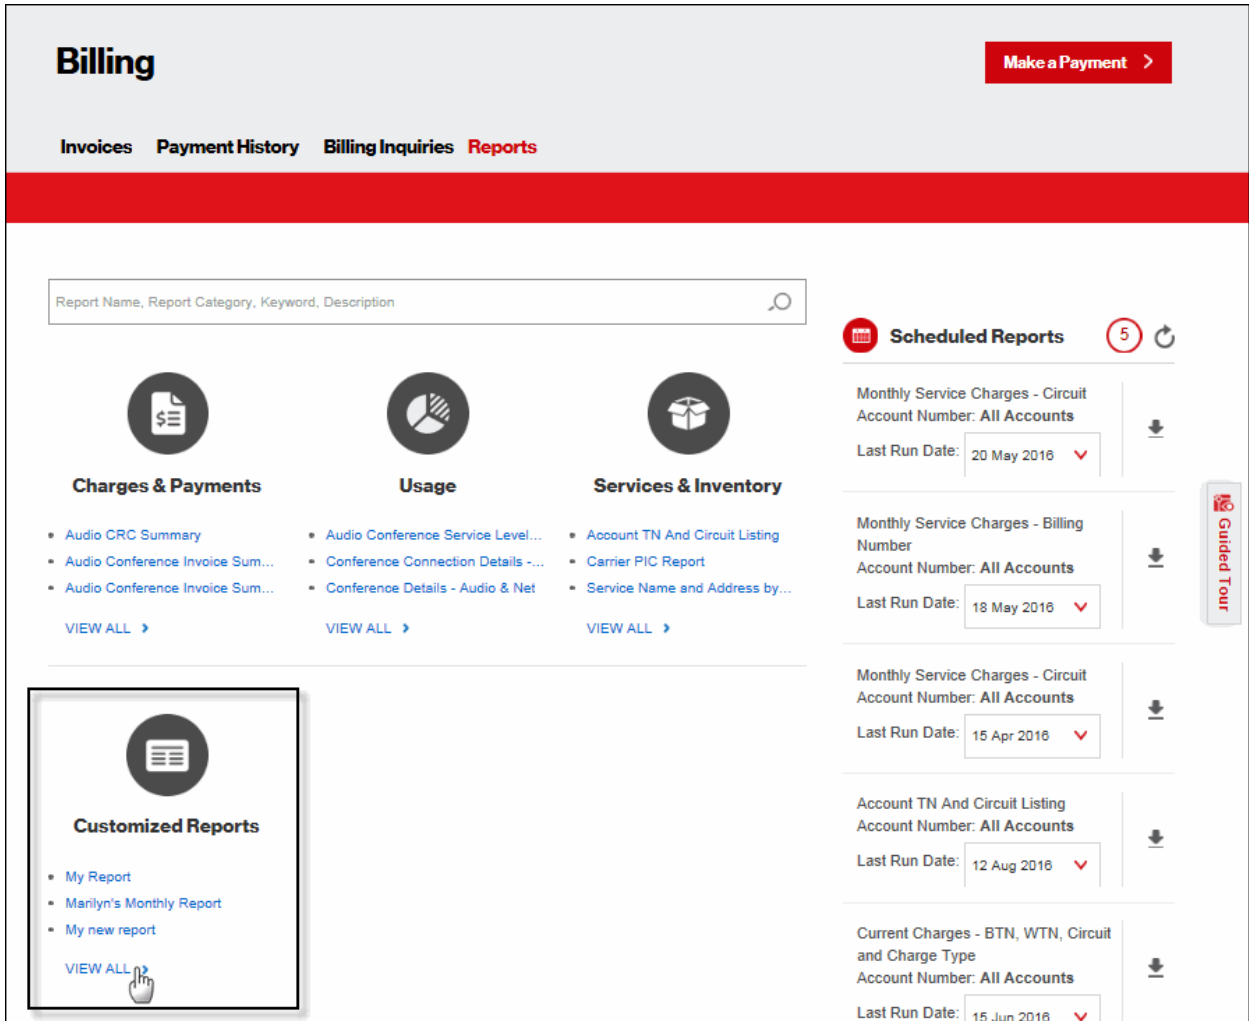 Billing
Make a Payment
Invoices Payment History Billing Inquiries Reports
Report Name, Report Category, Keyword, Description
Charges & Payments
Audio CRC Summary
Audio Conference Invoice Sum...
Audio Conference Invoice Sum...
VIEW ALL
Usage
Audio Conference Service Level...
Conference Connection Details -...
Conference Details - Audio & Net
VIEW ALL
Services & Inventory
Account TN And Circuit Listing
Carrier PIC Report
Service Name and Address by...
VIEW ALL
Customized Reports
My Report
Marilyn's Monthly Report
My new report
VIEW ALL
Scheduled Reports 5
Monthly Service Charges - Circuit
Account Number: All Accounts
Last Run Date: 20 May 2016
Monthly Service Charges - Billing
Number
Account Number: All Accounts
Last Run Date: 18 May 2016
Monthly Service Charges - Circuit
Account Number: All Accounts
Last Run Date: 15 Apr 2016
Account TN And Circuit Listing
Account Number: All Accounts
Last Run Date: 12 Aug 2016
Current Charges - BTN, WTN, Circuit
and Charge Type
Account Number: All Accounts
Last Run Date: 15 Jun 2016
Guided Tour